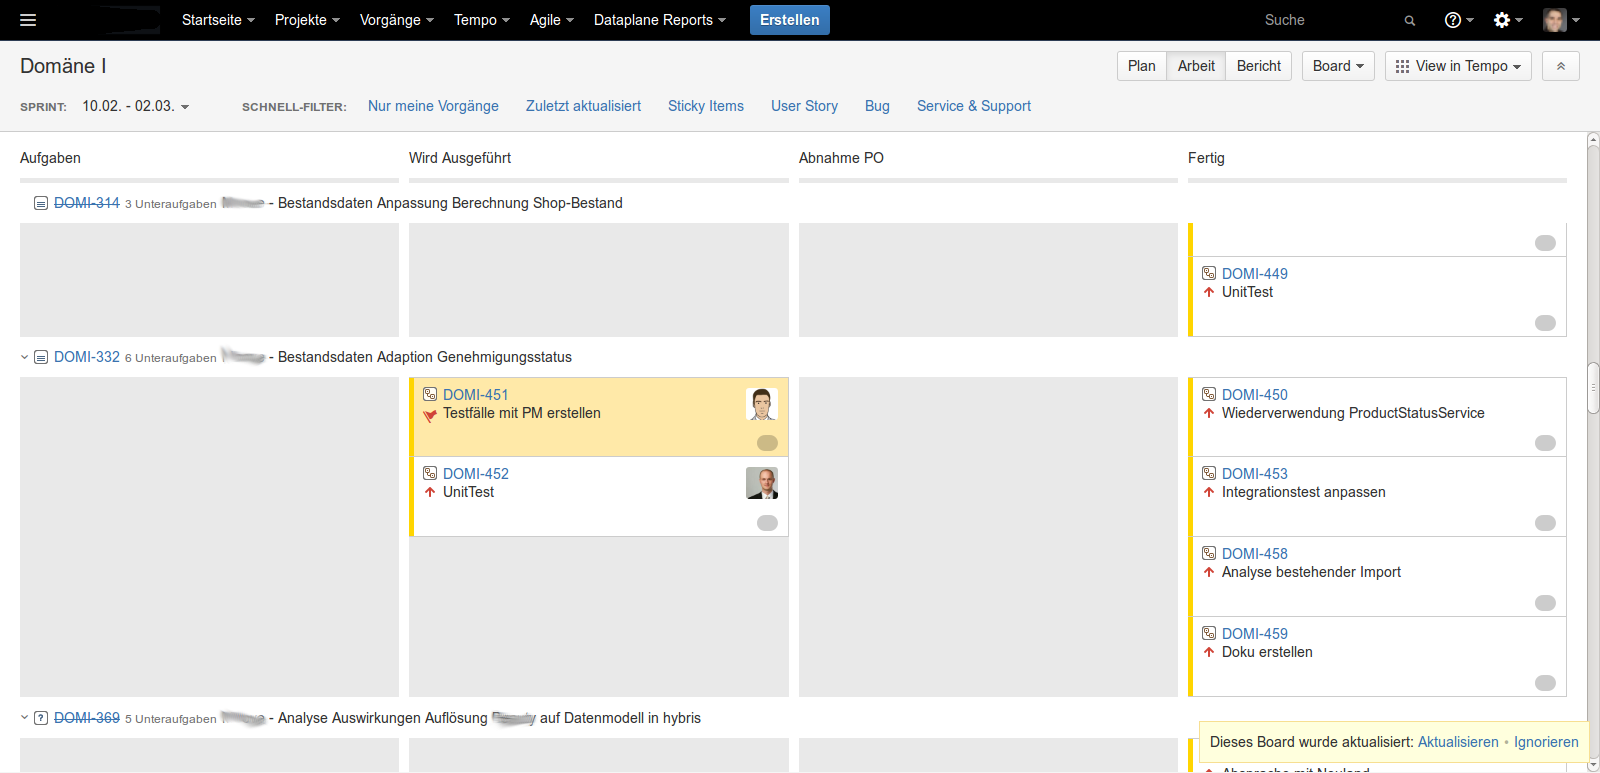 Startseite Projekte Vorgänge Tempo Agile Dataplane Reports Erstellen Suche
Domäne I Plan Arbeit Bericht Board View in Tempo
SPRINT: 10.02. - 02.03. SCHNELL-FILTER: Nur meine Vorgänge Zuletzt aktualisiert Sticky Items User Story Bug Service & Support
Aufgaben Wird Ausgeführt Abnahme PO Fertig
DOMI-314 3 Unteraufgaben - Bestandsdaten Anpassung Berechnung Shop-Bestand
DOMI-449
UnitTest
DOMI-332 6 Unteraufgaben - Bestandsdaten Adaption Genehmigungsstatus
DOMI-451
Testfälle mit PM erstellen
DOMI-452
UnitTest
DOMI-450
Wiederverwendung ProductStatusService
DOMI-453
Integrationstest anpassen
DOMI-458
Analyse bestehender Import
DOMI-459
Doku erstellen
DOMI-369 5 Unteraufgaben - Analyse Auswirkungen Auflösung auf Datenmodell in hybris
Dieses Board wurde aktualisiert: Aktualisieren • Ignorieren